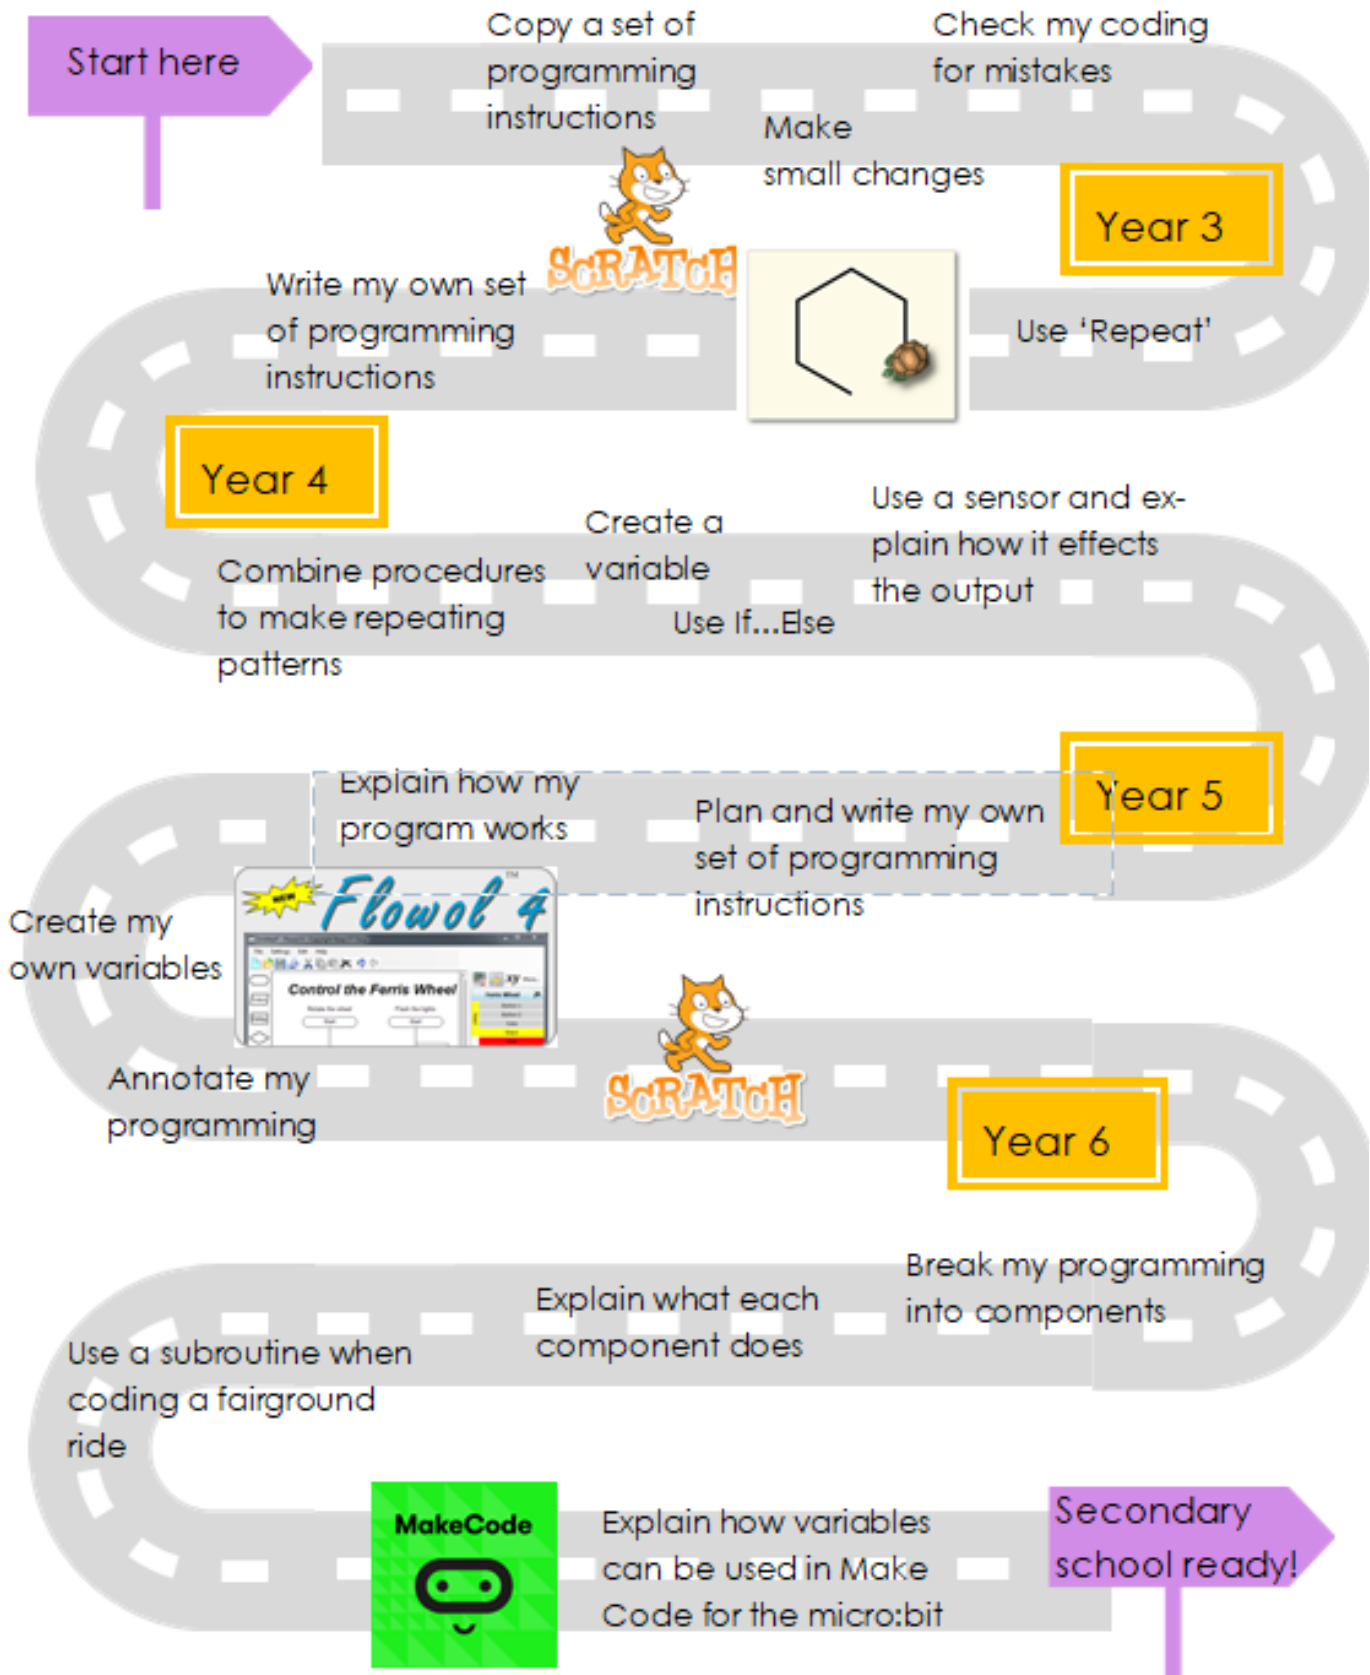 Start here
Copy a set of
programming
instructions
Make
small changes
Check my coding
for mistakes
SCRATCH
Year 3
Use ‘Repeat’
Write my own set
of programming
instructions
Year 4
Combine procedures
to make repeating
patterns
Create a
variable
Use If...Else
Use a sensor and ex-
plain how it effects
the output
Year 5
Plan and write my own
set of programming
instructions
Explain how my
program works
NEW
Flowol 4
TM
Control the Ferris Wheel
Create my
own variables
Annotate my
programming
SCRATCH
Year 6
Break my programming
into components
Explain what each
component does
Use a subroutine when
coding a fairground
ride
MakeCode
Explain how variables
can be used in Make
Code for the micro:bit
Secondary
school ready!